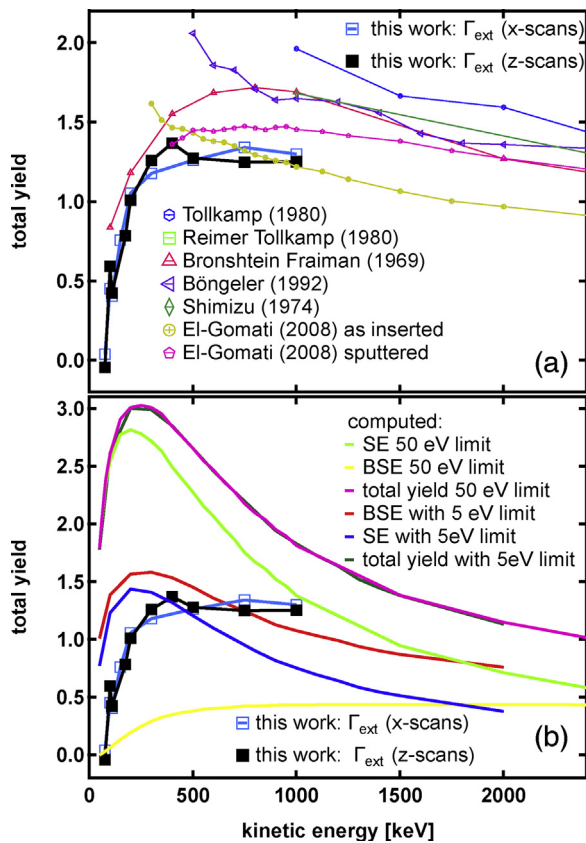 (a)
this work: Γext (x-scans)
this work: Γext (z-scans)
2.0
1.5
1.0
0.5
0.0
total yield
Tollkamp (1980)
Reimer Tollkamp (1980)
Bronshtein Fraiman (1969)
Böngeler (1992)
Shimizu (1974)
El-Gomati (2008) as inserted
El-Gomati (2008) sputtered
(b)
computed:
SE 50 eV limit
BSE 50 eV limit
total yield 50 eV limit
BSE with 5 eV limit
SE with 5eV limit
total yield with 5eV limit
3.0
2.5
2.0
1.5
1.0
0.5
0.0
total yield
this work: Γext (x-scans)
this work: Γext (z-scans)
0 500 1000 1500 2000
kinetic energy [keV]